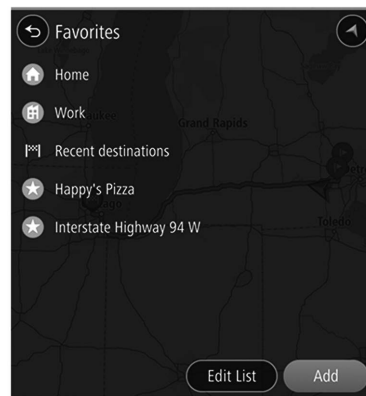 Favorites
Home
Work
Grand Rapids
Recent destinations
Happy's Pizza
Interstate Highway 94 W
Toledo
Edit List
Add